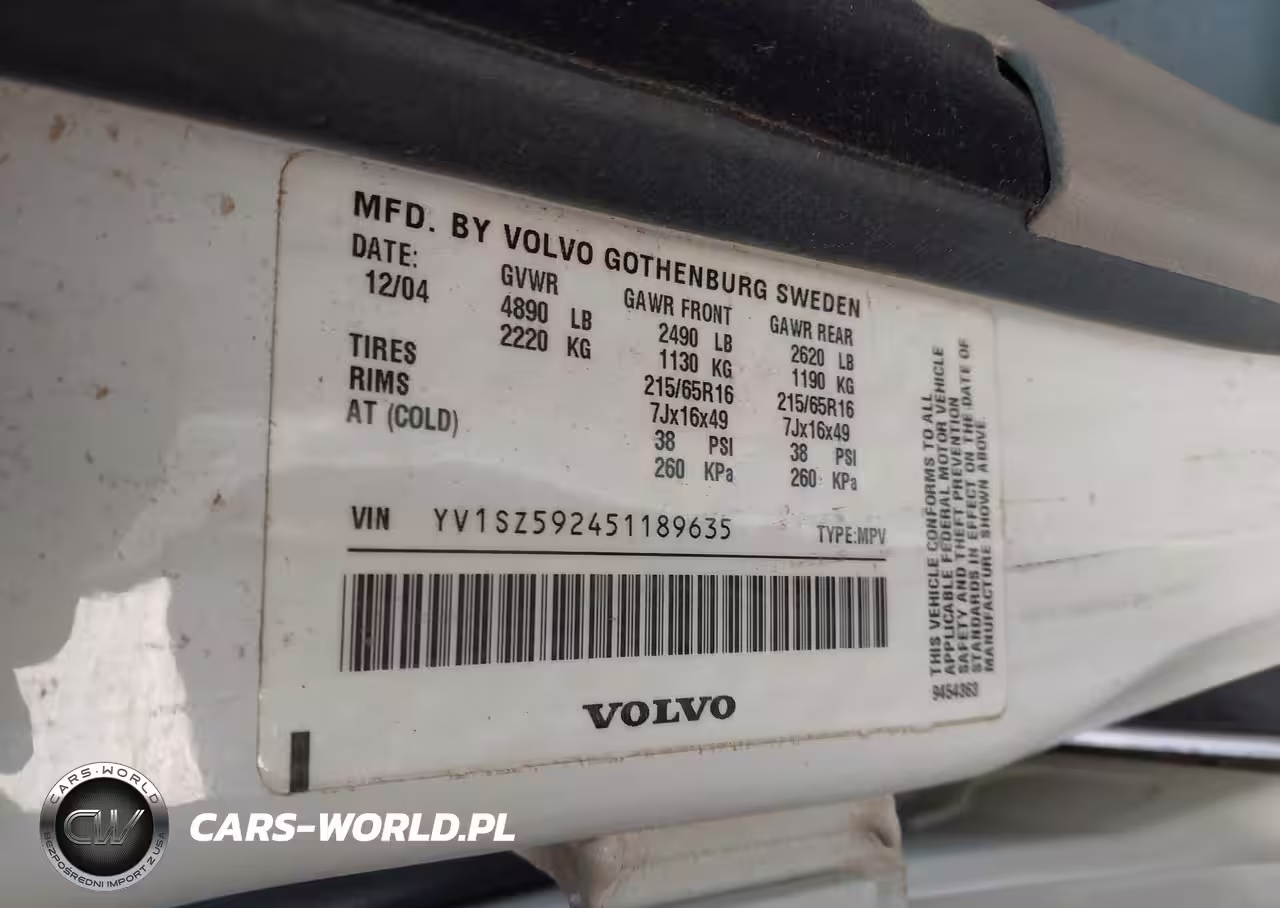 MFD. BY VOLVO GOTHENBURG SWEDEN
DATE: GVWR GAWR FRONT GAWR REAR
12/04 4890 LB 2490 LB 2620 LB
2220 KG 1130 KG 1190 KG
TIRES 215/65R16 215/65R16
RIMS 7Jx16x49 7Jx16x49
AT (COLD) 38 PSI 38 PSI
260 KPa 260 KPa
VIN YV1SZ592451189635 TYPE:MPV
VOLVO
THIS VEHICLE CONFORMS TO ALL
APPLICABLE FEDERAL MOTOR VEHICLE
SAFETY AND THEFT PREVENTION
STANDARDS IN EFFECT ON THE DATE OF
MANUFACTURE SHOWN ABOVE.
9454363
CARS-WORLD
CW
BEZPOŚREDNI IMPORT Z USA
CARS-WORLD.PL